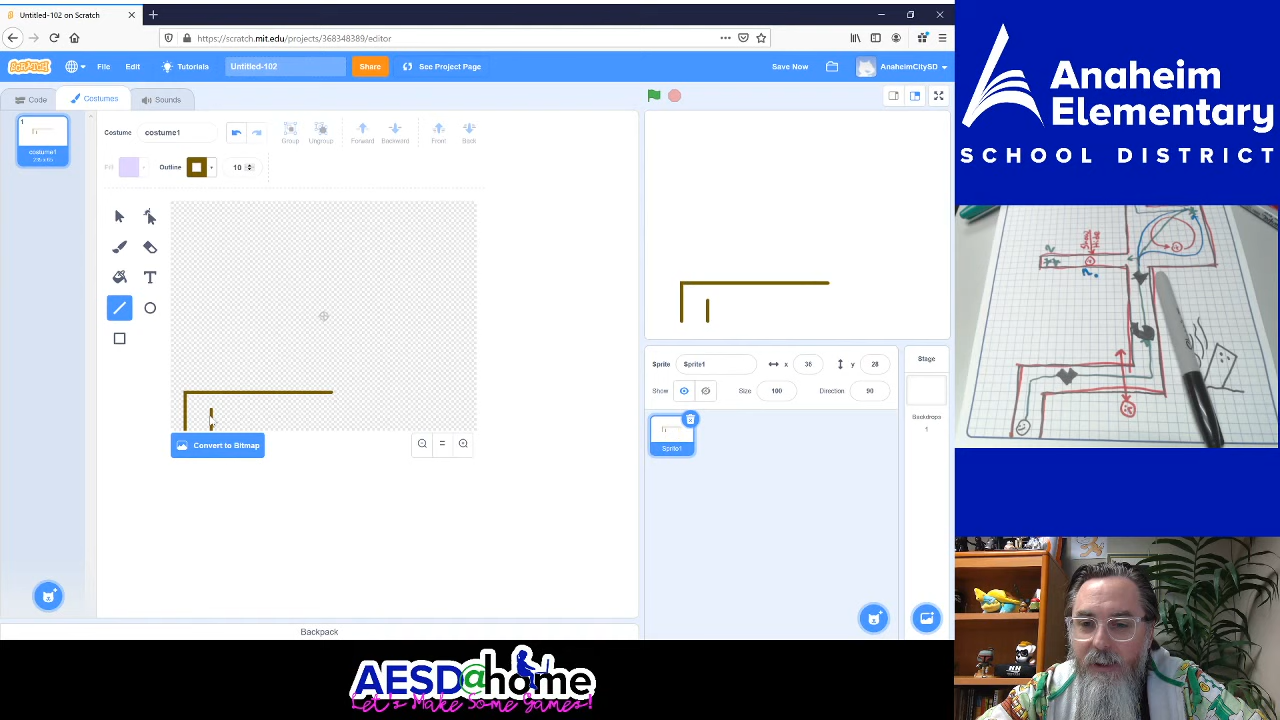 Untitled-102 on Scratch
https://scratch.mit.edu/projects/368348389/editor
SCRATCH
File
Edit
Tutorials
Untitled-102
Share
See Project Page
Save Now
AnaheimCitySD
Code
Costumes
Sounds
1
costume1
Costume
costume1
Group
Ungroup
Forward
Backward
Front
Back
Fill
Outline
10
T
Convert to Bitmap
Backpack
Sprite
Sprite1
x
36
y
28
Show
Size
100
Direction
90
Sprite1
Stage
Backdrops
1
Anaheim
Elementary
SCHOOL DISTRICT
AESD@home
Let's Make Some Games!